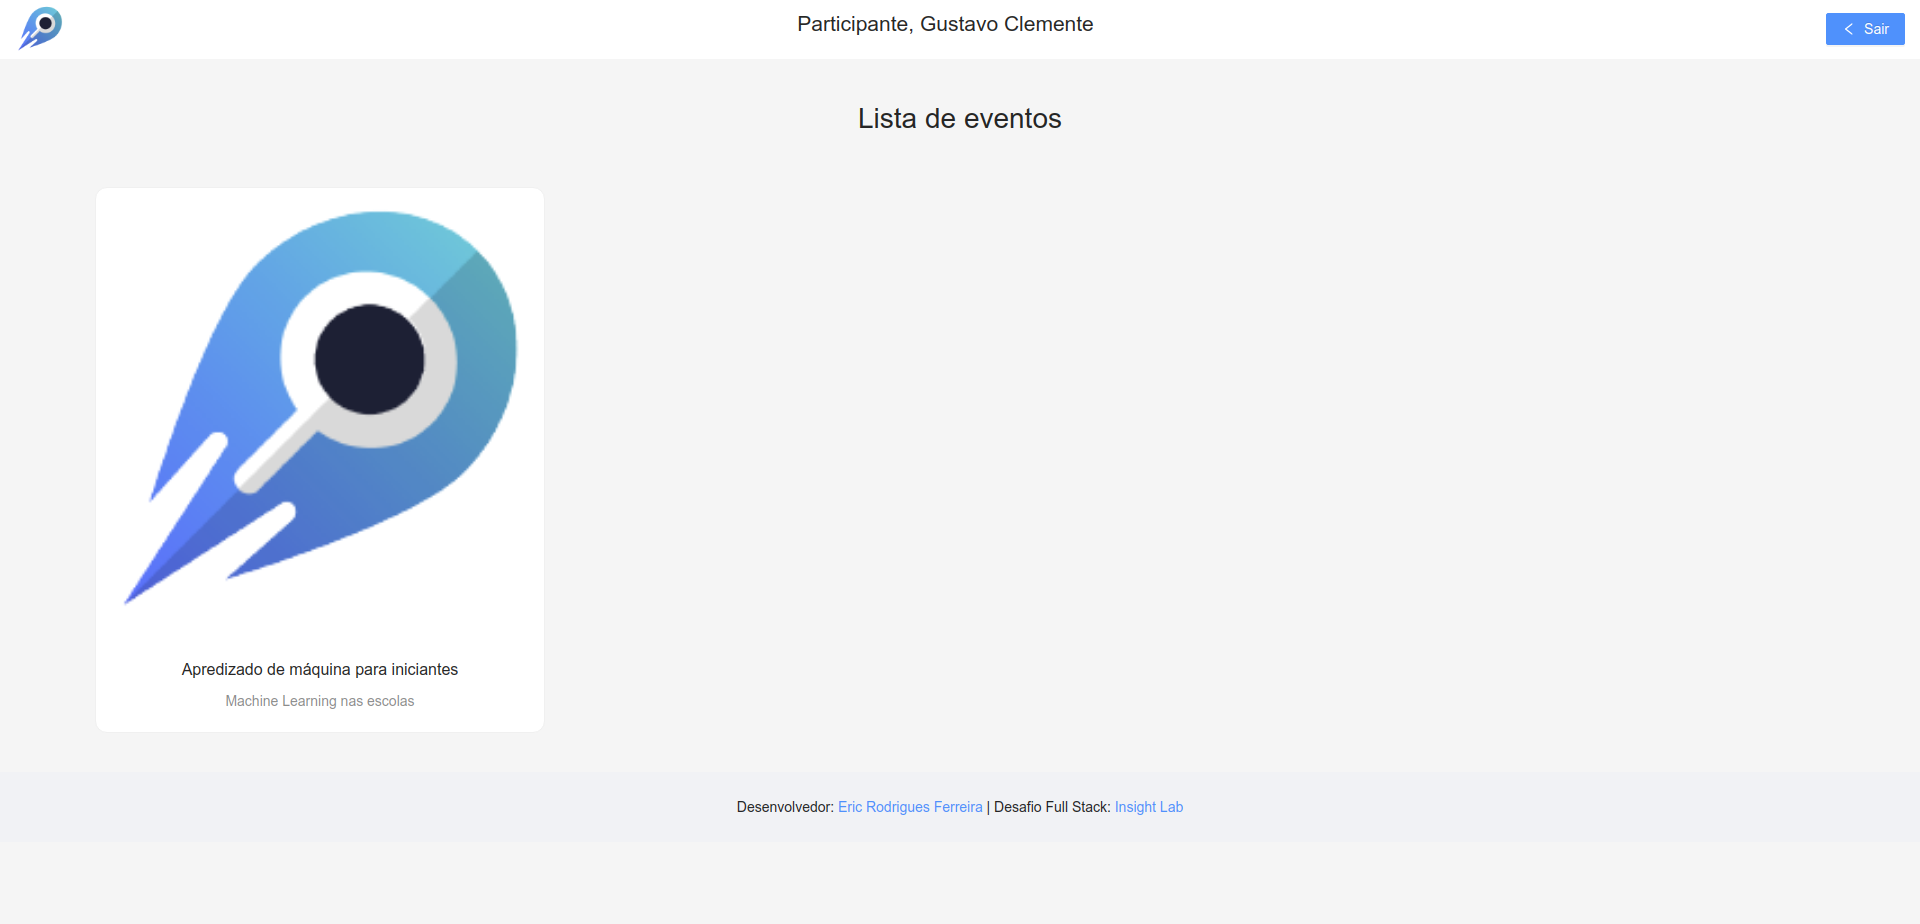 Participante, Gustavo Clemente
Sair
Lista de eventos
Apredizado de máquina para iniciantes
Machine Learning nas escolas
Desenvolvedor: Eric Rodrigues Ferreira | Desafio Full Stack: Insight Lab